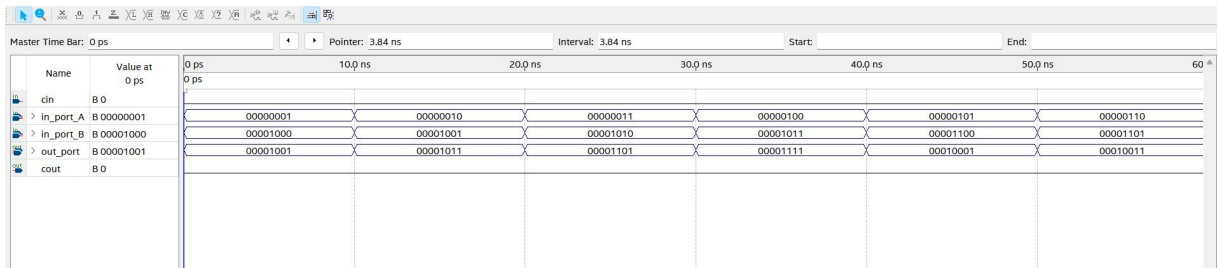 Master Time Bar: 0 ps Pointer: 3.84 ns Interval: 3.84 ns Start: End:
Name Value at 0 ps 0 ps 10.0 ns 20.0 ns 30.0 ns 40.0 ns 50.0 ns 60
0 ps
cin B 0
in_port_A B 00000001 00000001 00000010 00000011 00000100 00000101 00000110
in_port_B B 00001000 00001000 00001001 00001010 00001011 00001100 00001101
out_port B 00001001 00001001 00001011 00001101 00001111 00010001 00010011
cout B 0